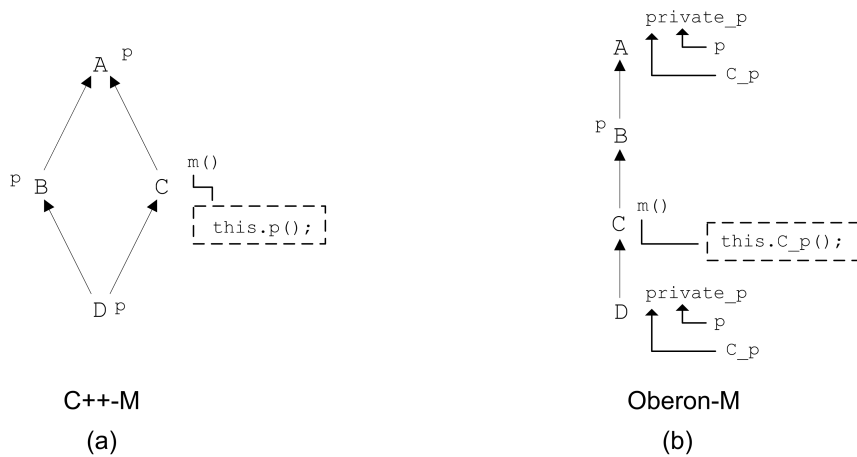 A p
p B
C
m()
this.p();
D p
C++-M
(a)
private_p
A
p
C_p
p B
m()
C
this.C_p();
private_p
D
p
C_p
Oberon-M
(b)